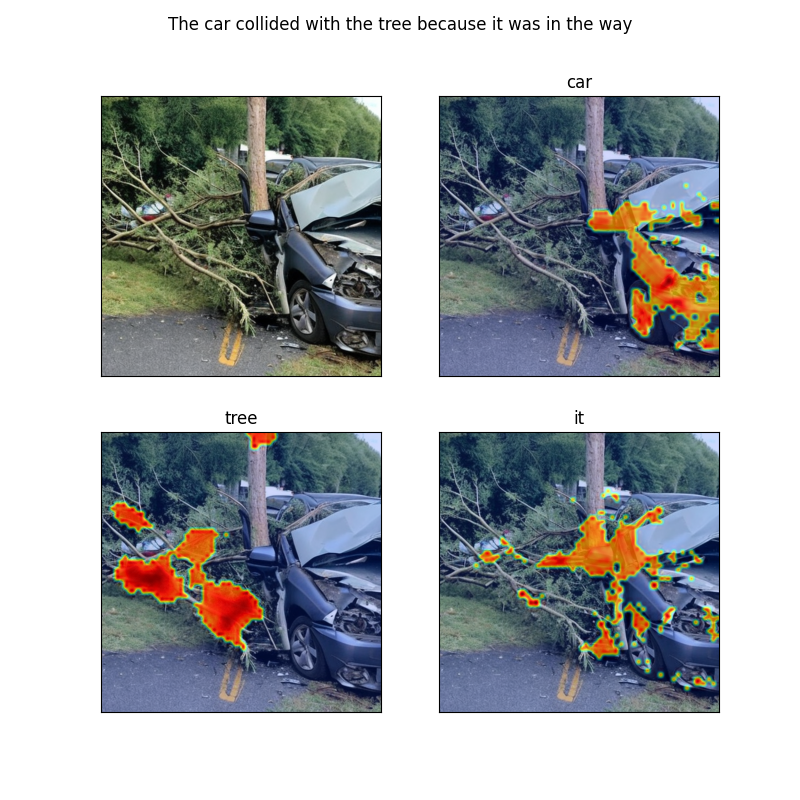 The car collided with the tree because it was in the way
car
tree
it